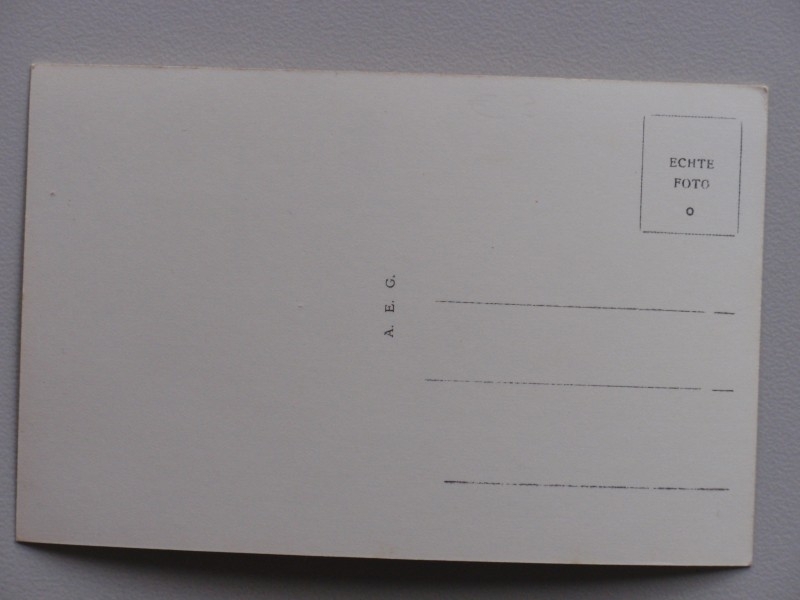 A. E. G.
ECHTE
FOTO
o